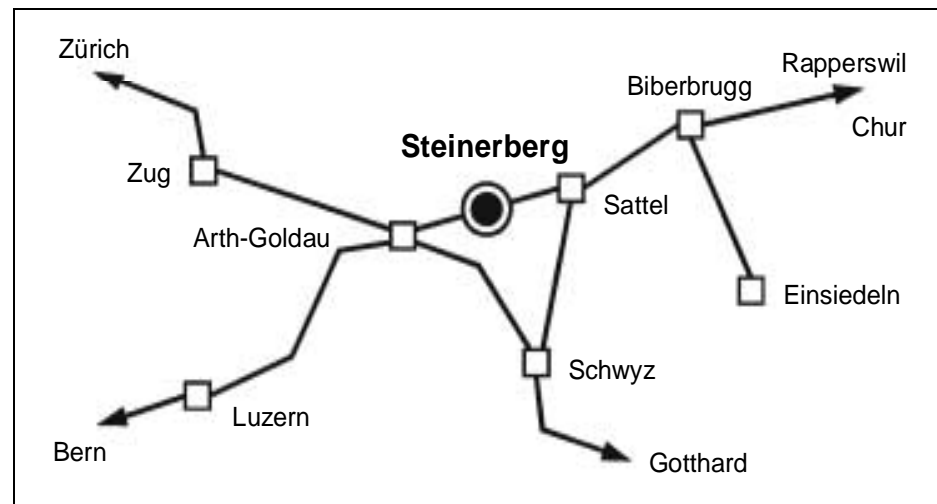 Zürich
Rapperswil
Biberbrugg
Chur
Steinerberg
Zug
Sattel
Arth-Goldau
Einsiedeln
Schwyz
Luzern
Bern
Gotthard